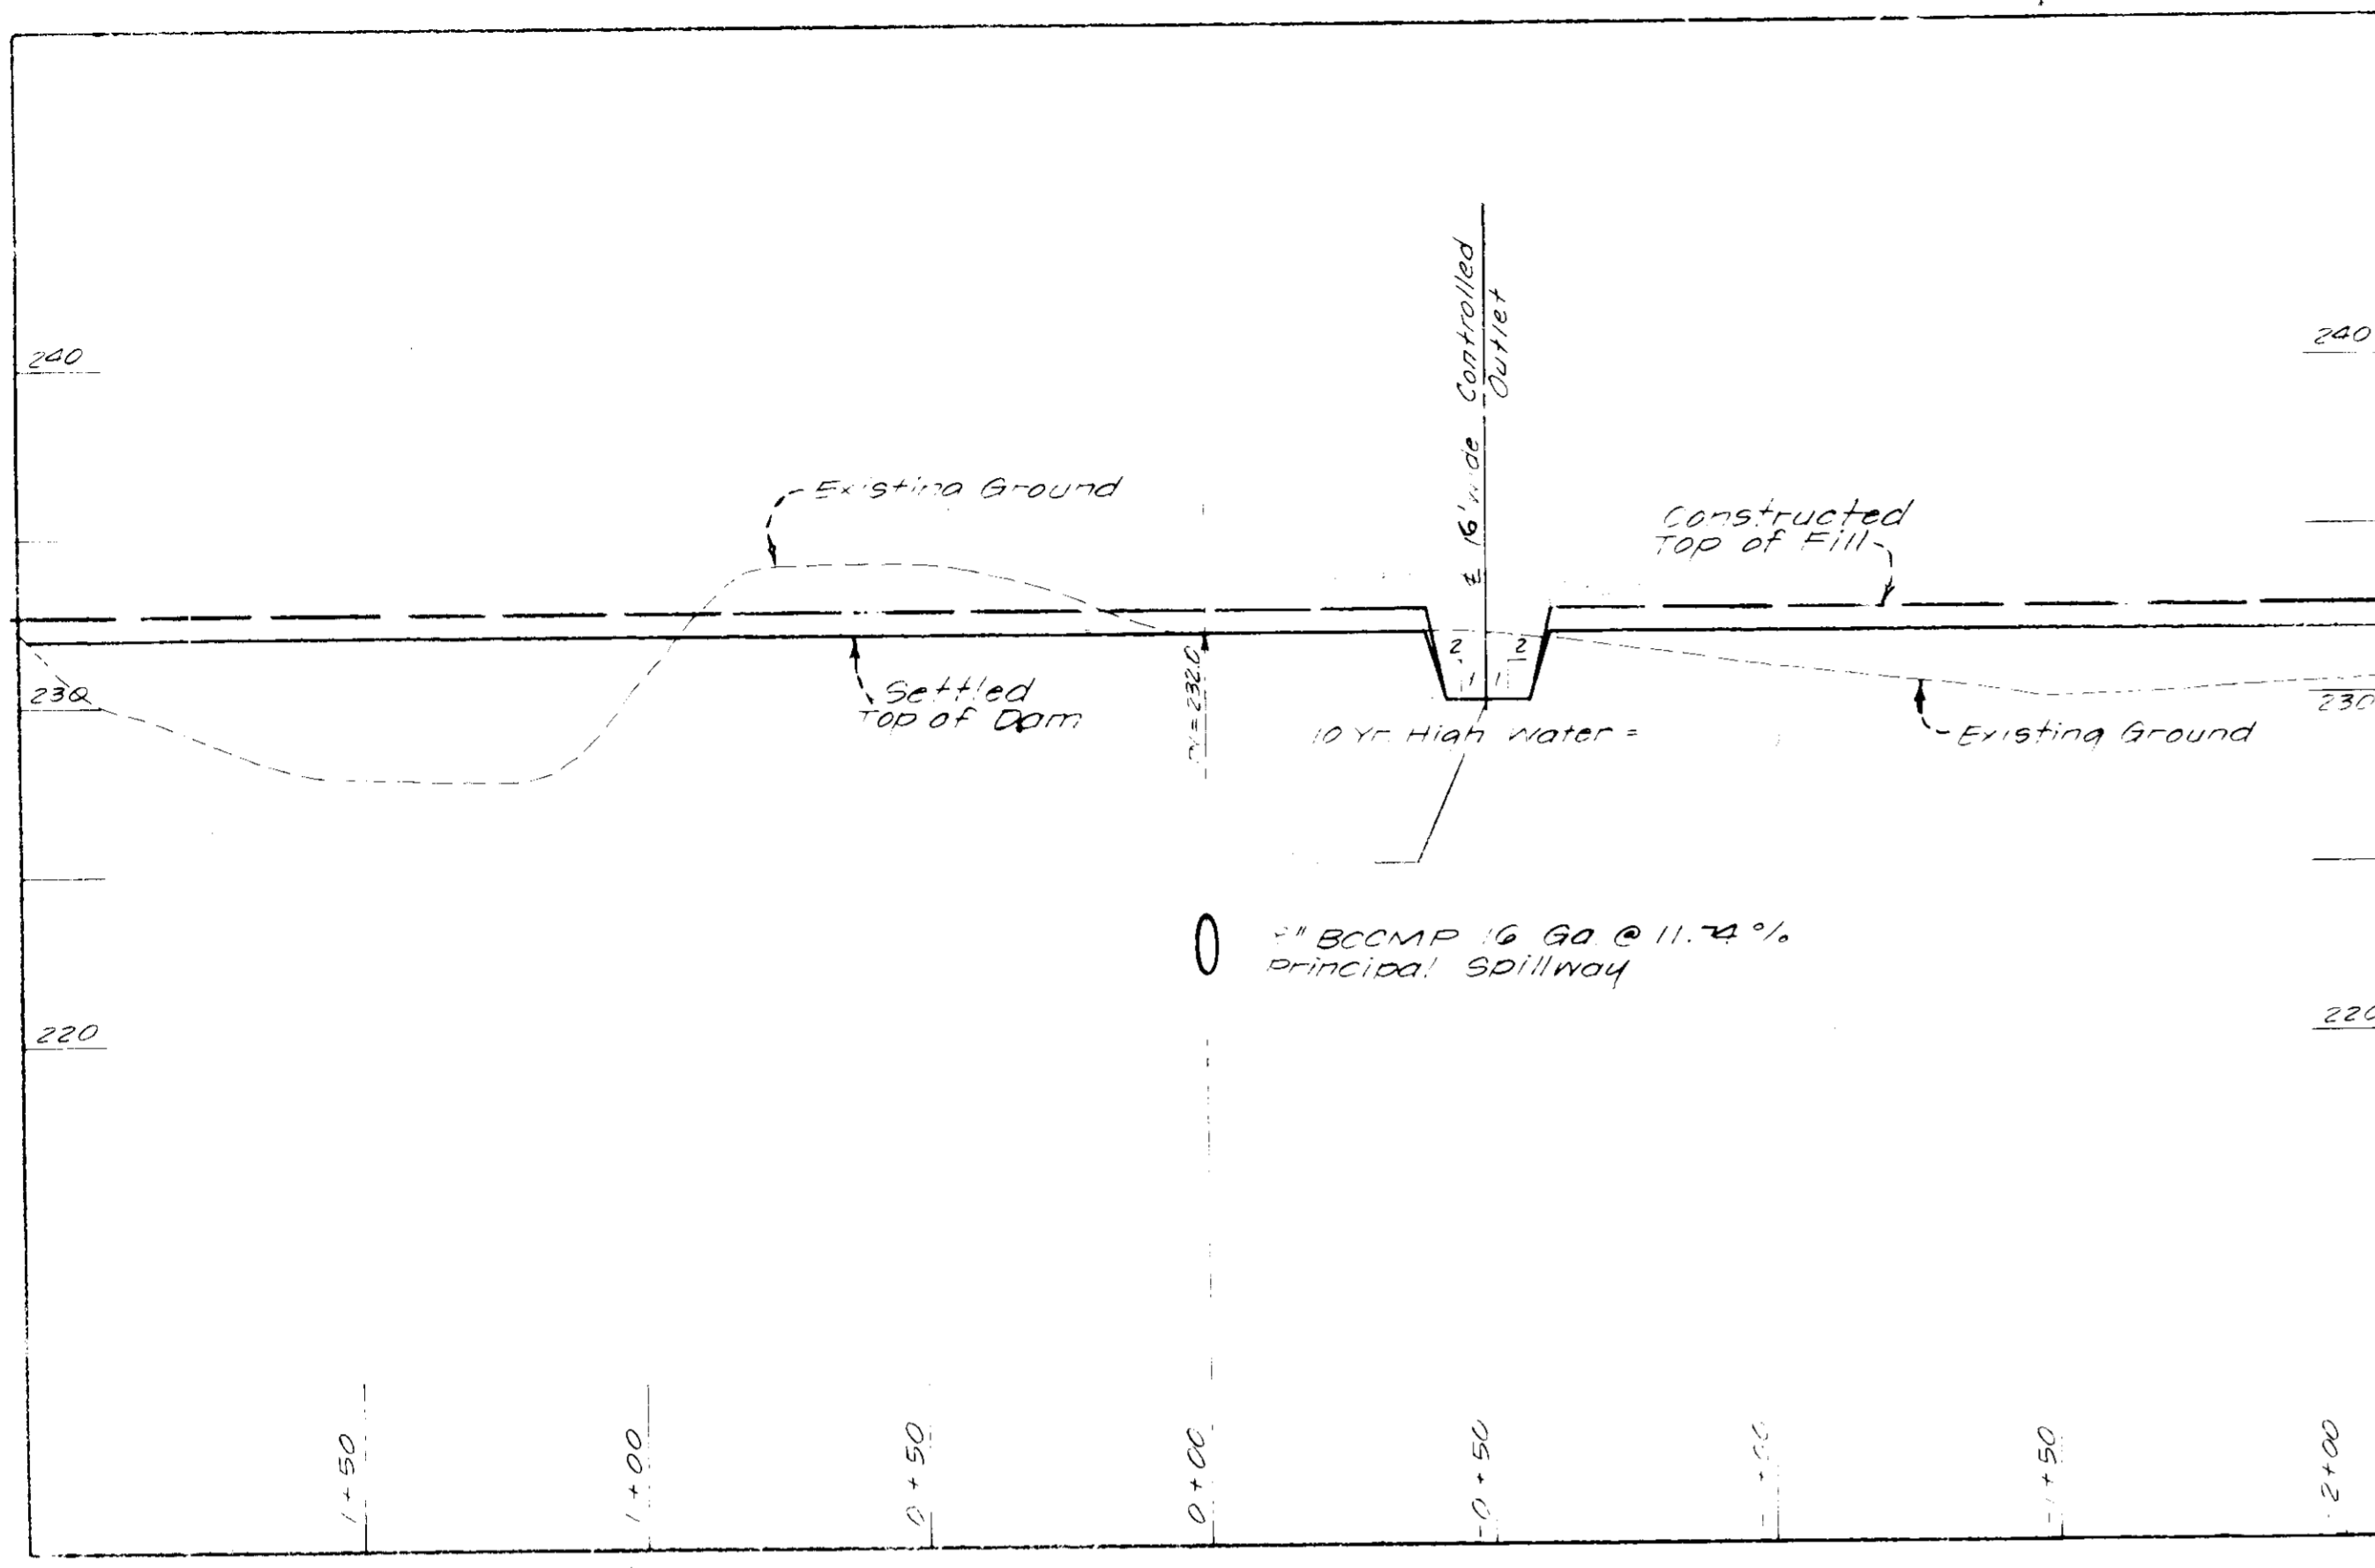 Controlled
Outlet
240
240
Existing Ground
Constructed
Top of Fill
2 2
1 1
Settled
Top of Dam
230
230
10 Yr. High Water =
Existing Ground
=232.0
" BCCMP 16 Ga @ 11.74 %
Principal Spillway
220
220
1+50
1+00
0+50
0+00
-0+50
-1+50
2+00